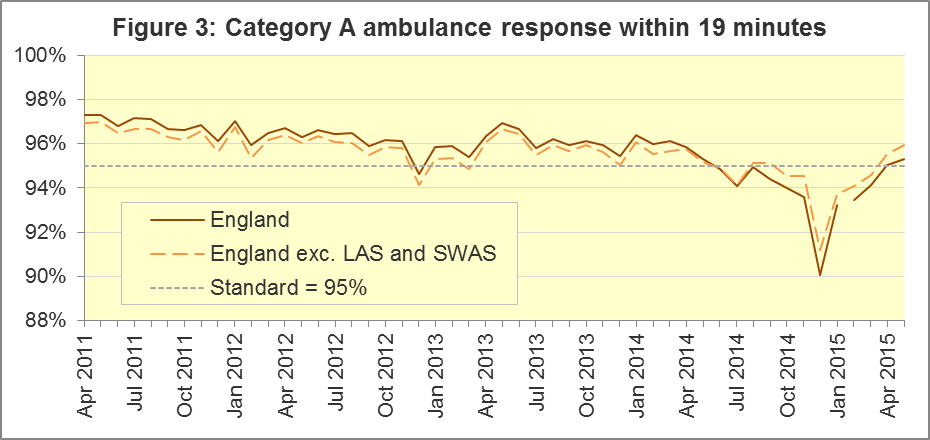 Figure 3: Category A ambulance response within 19 minutes
100%
98%
96%
94%
92%
90%
88%
England
England exc. LAS and SWAS
Standard = 95%
Apr 2011
Jul 2011
Oct 2011
Jan 2012
Apr 2012
Jul 2012
Oct 2012
Jan 2013
Apr 2013
Jul 2013
Oct 2013
Jan 2014
Apr 2014
Jul 2014
Oct 2014
Jan 2015
Apr 2015